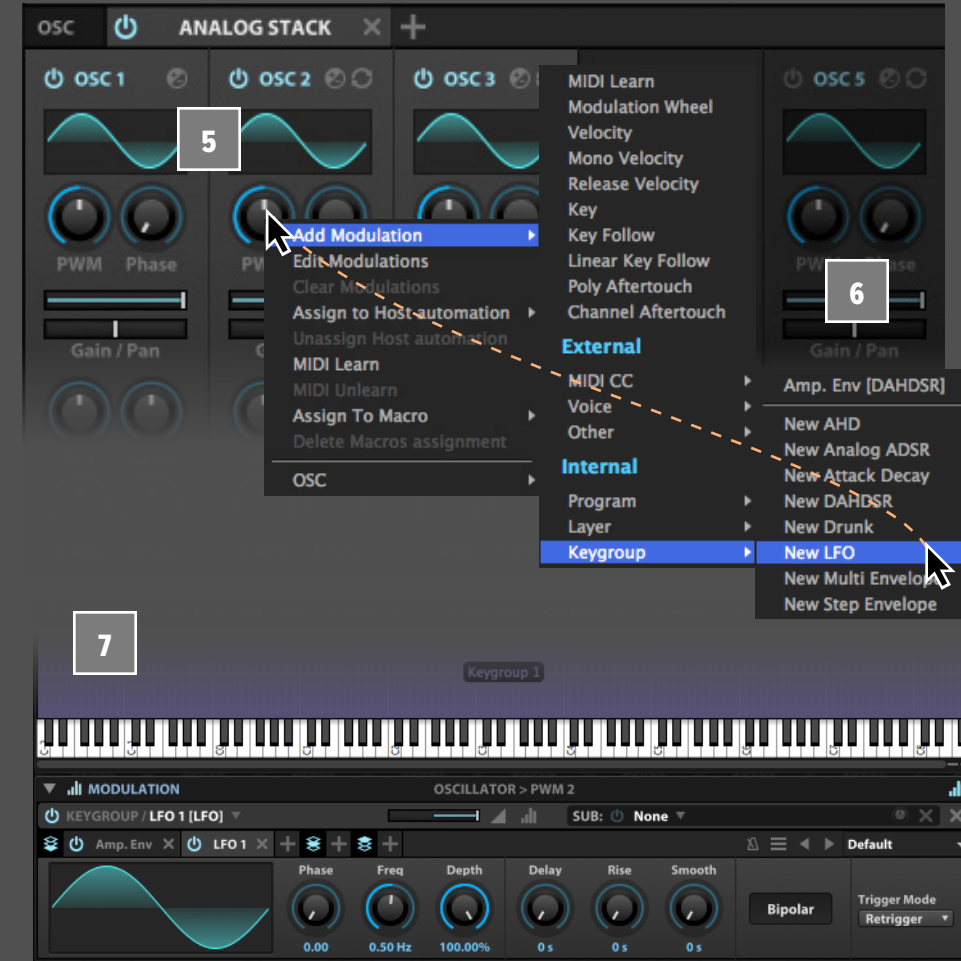 OSC ANALOG STACK
OSC 1 OSC 2 OSC 3 OSC 5
5
PWM Phase
Gain / Pan
Add Modulation
Edit Modulations
Clear Modulations
Assign to Host automation
Unassign Host automation
MIDI Learn
MIDI Unlearn
Assign To Macro
Delete Macros assignment
OSC
MIDI Learn
Modulation Wheel
Velocity
Mono Velocity
Release Velocity
Key
Key Follow
Linear Key Follow
Poly Aftertouch
Channel Aftertouch
External
MIDI CC
Voice
Other
Internal
Program
Layer
Keygroup
6
Gain / Pan
Amp. Env [DAHDSR]
New AHD
New Analog ADSR
New Attack Decay
New DAHDSR
New Drunk
New LFO
New Multi Envelope
New Step Envelope
7
Keygroup 1
MODULATION OSCILLATOR > PWM 2
KEYGROUP / LFO 1 [LFO] SUB: None
Amp. Env LFO 1 Default
Phase Freq Depth Delay Rise Smooth
Bipolar
Trigger Mode
Retrigger
0.00 0.50 Hz 100.00% 0 s 0 s 0 s